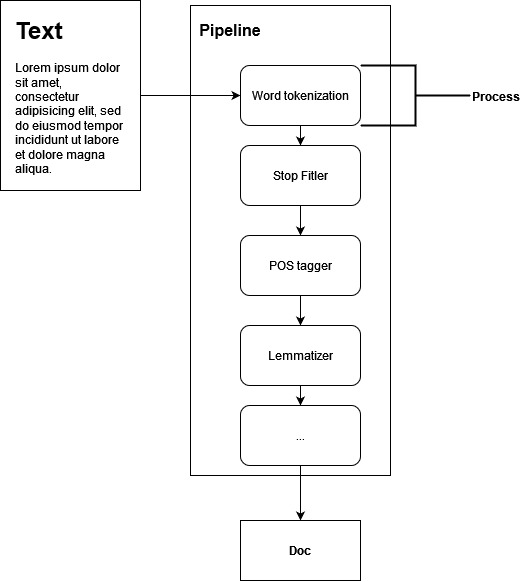 Text
Lorem ipsum dolor
sit amet,
consectetur
adipisicing elit, sed
do eiusmod tempor
incididunt ut labore
et dolore magna
aliqua.
Pipeline
Word tokenization
Process
Stop Fitler
POS tagger
Lemmatizer
...
Doc